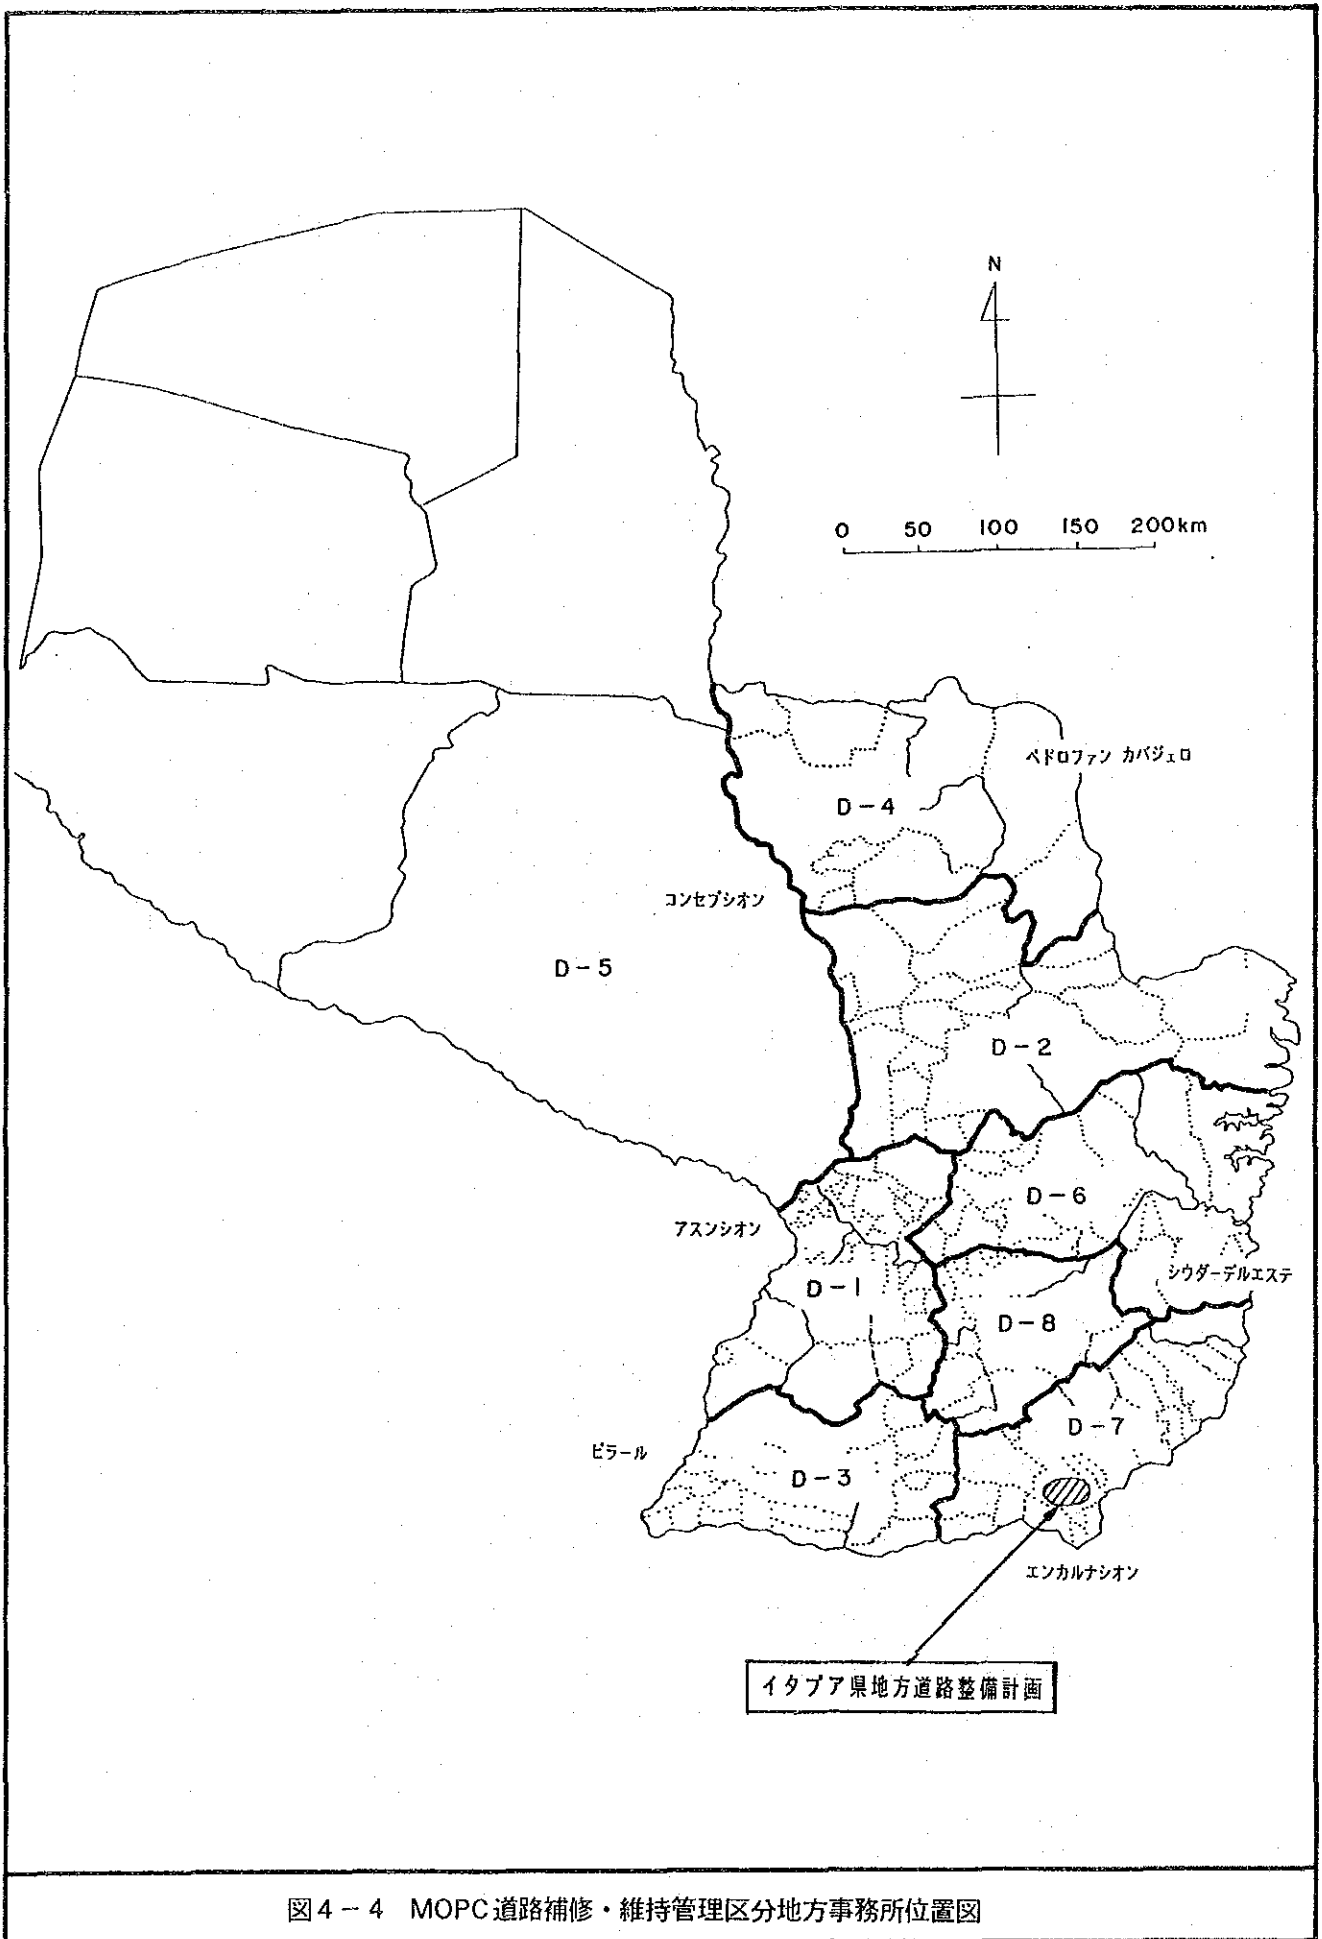 N
0 50 100 150 200km
ペドロファン カバジェロ
D-4
コンセプシオン
D-5
D-2
D-6
アスンシオン
シウダーデルエステ
D-1
D-8
D-7
ピラール
D-3
エンカルナシオン
イタプア県地方道路整備計画
図4-4 MOPC道路補修・維持管理区分地方事務所位置図